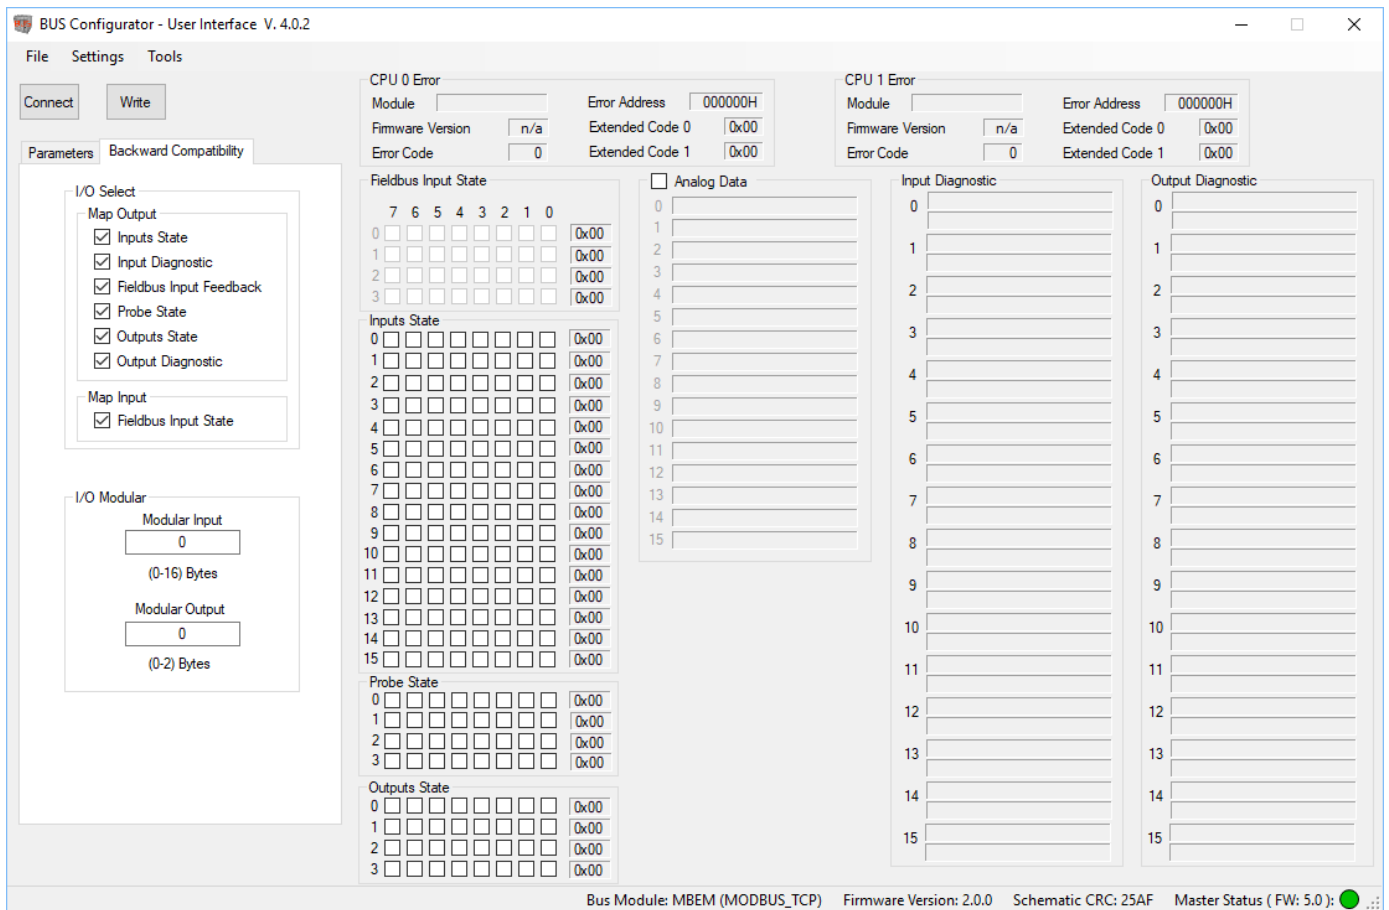 BUS Configurator - User Interface V. 4.0.2
File Settings Tools
Connect Write
Parameters Backward Compatibility
I/O Select
Map Output
Inputs State
Input Diagnostic
Fieldbus Input Feedback
Probe State
Outputs State
Output Diagnostic
Map Input
Fieldbus Input State
I/O Modular
Modular Input
0
(0-16) Bytes
Modular Output
0
(0-2) Bytes
CPU 0 Error
Module Error Address 000000H
Firmware Version n/a Extended Code 0 0x00
Error Code 0 Extended Code 1 0x00
CPU 1 Error
Module Error Address 000000H
Firmware Version n/a Extended Code 0 0x00
Error Code 0 Extended Code 1 0x00
Fieldbus Input State
7 6 5 4 3 2 1 0
0 0x00
1 0x00
2 0x00
3 0x00
Inputs State
0 0x00
1 0x00
2 0x00
3 0x00
4 0x00
5 0x00
6 0x00
7 0x00
8 0x00
9 0x00
10 0x00
11 0x00
12 0x00
13 0x00
14 0x00
15 0x00
Probe State
0 0x00
1 0x00
2 0x00
3 0x00
Outputs State
0 0x00
1 0x00
2 0x00
3 0x00
Analog Data
0
1
2
3
4
5
6
7
8
9
10
11
12
13
14
15
Input Diagnostic
0
1
2
3
4
5
6
7
8
9
10
11
12
13
14
15
Output Diagnostic
0
1
2
3
4
5
6
7
8
9
10
11
12
13
14
15
Bus Module: MBEM (MODBUS_TCP) Firmware Version: 2.0.0 Schematic CRC: 25AF Master Status ( FW: 5.0 ):